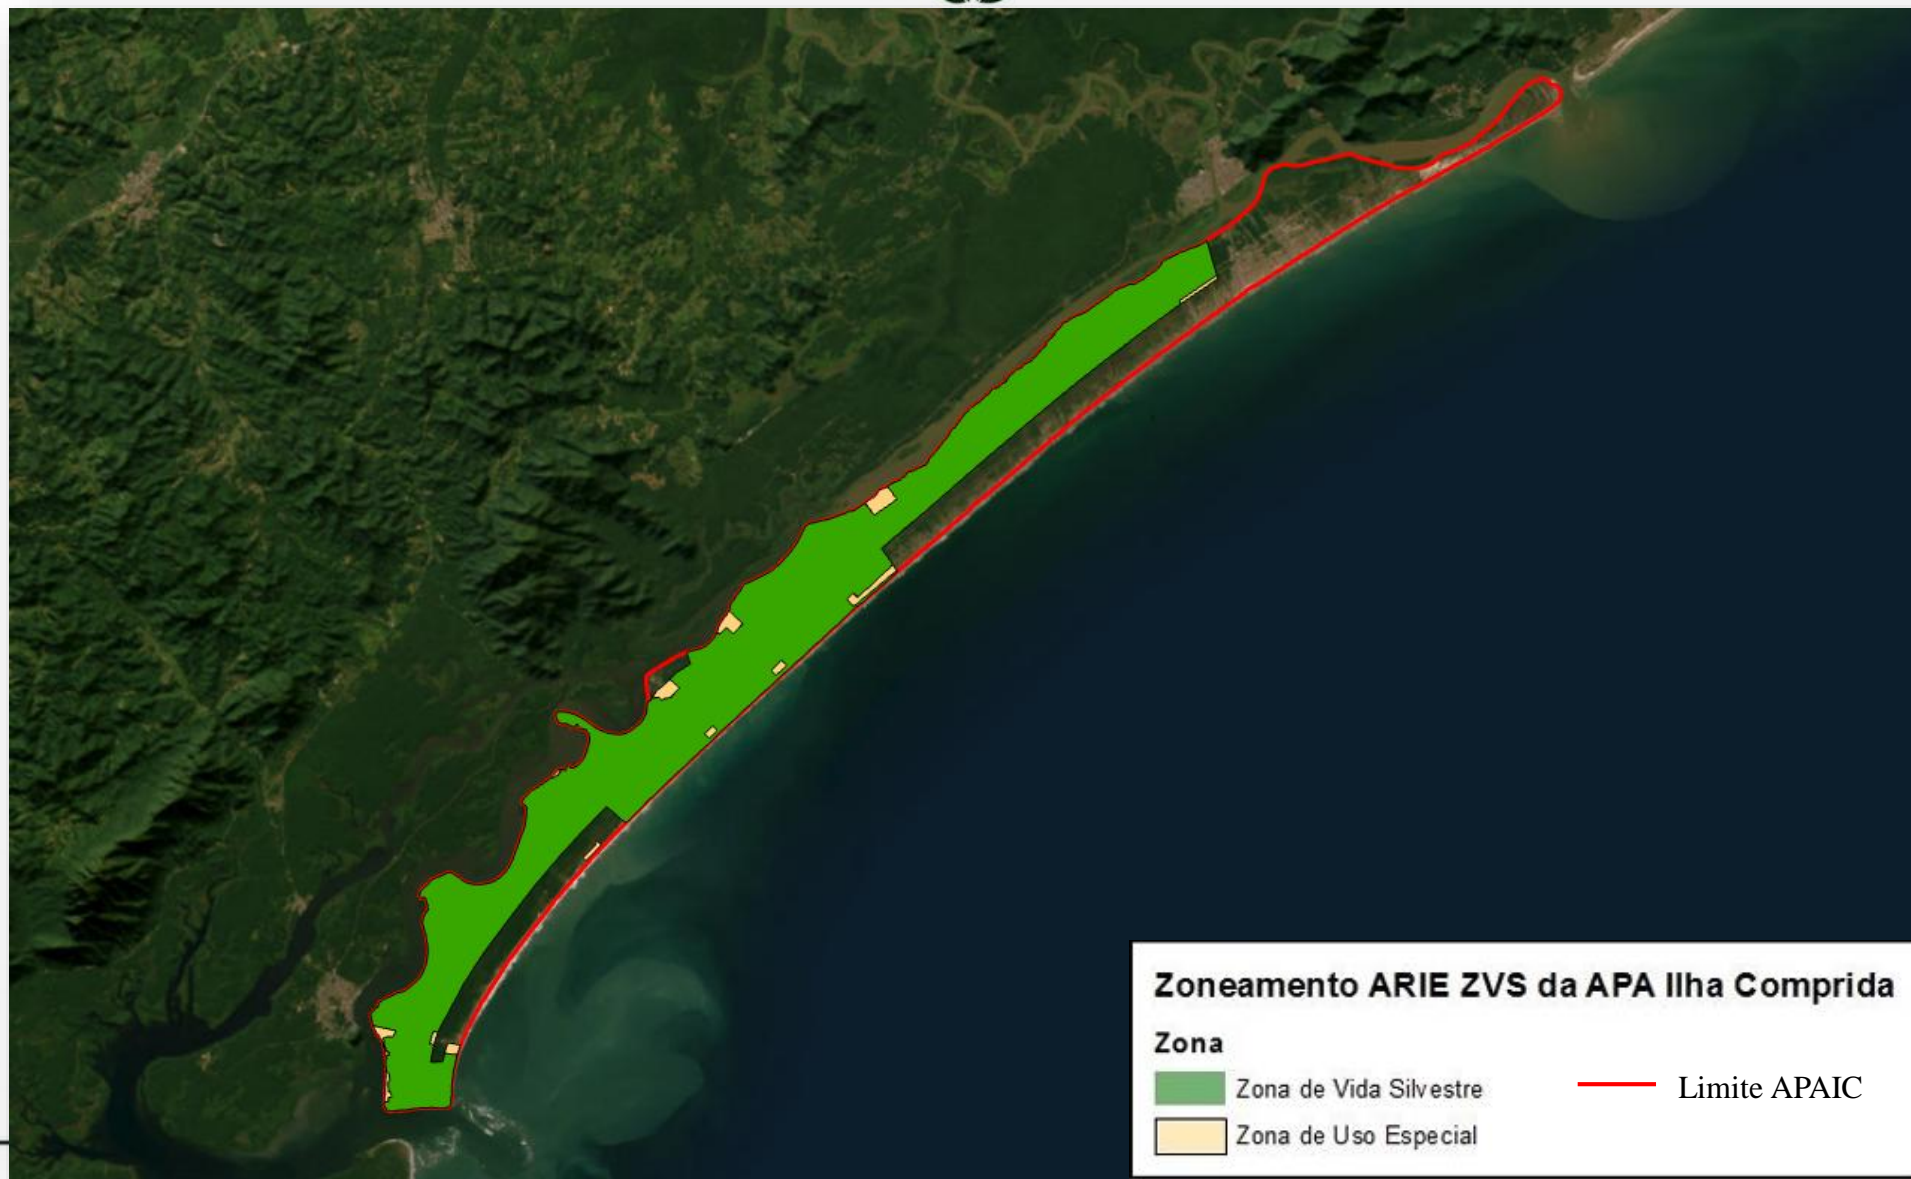 Zoneamento ARIE ZVS da APA Ilha Comprida
Zona
Zona de Vida Silvestre
Limite APAIC
Zona de Uso Especial